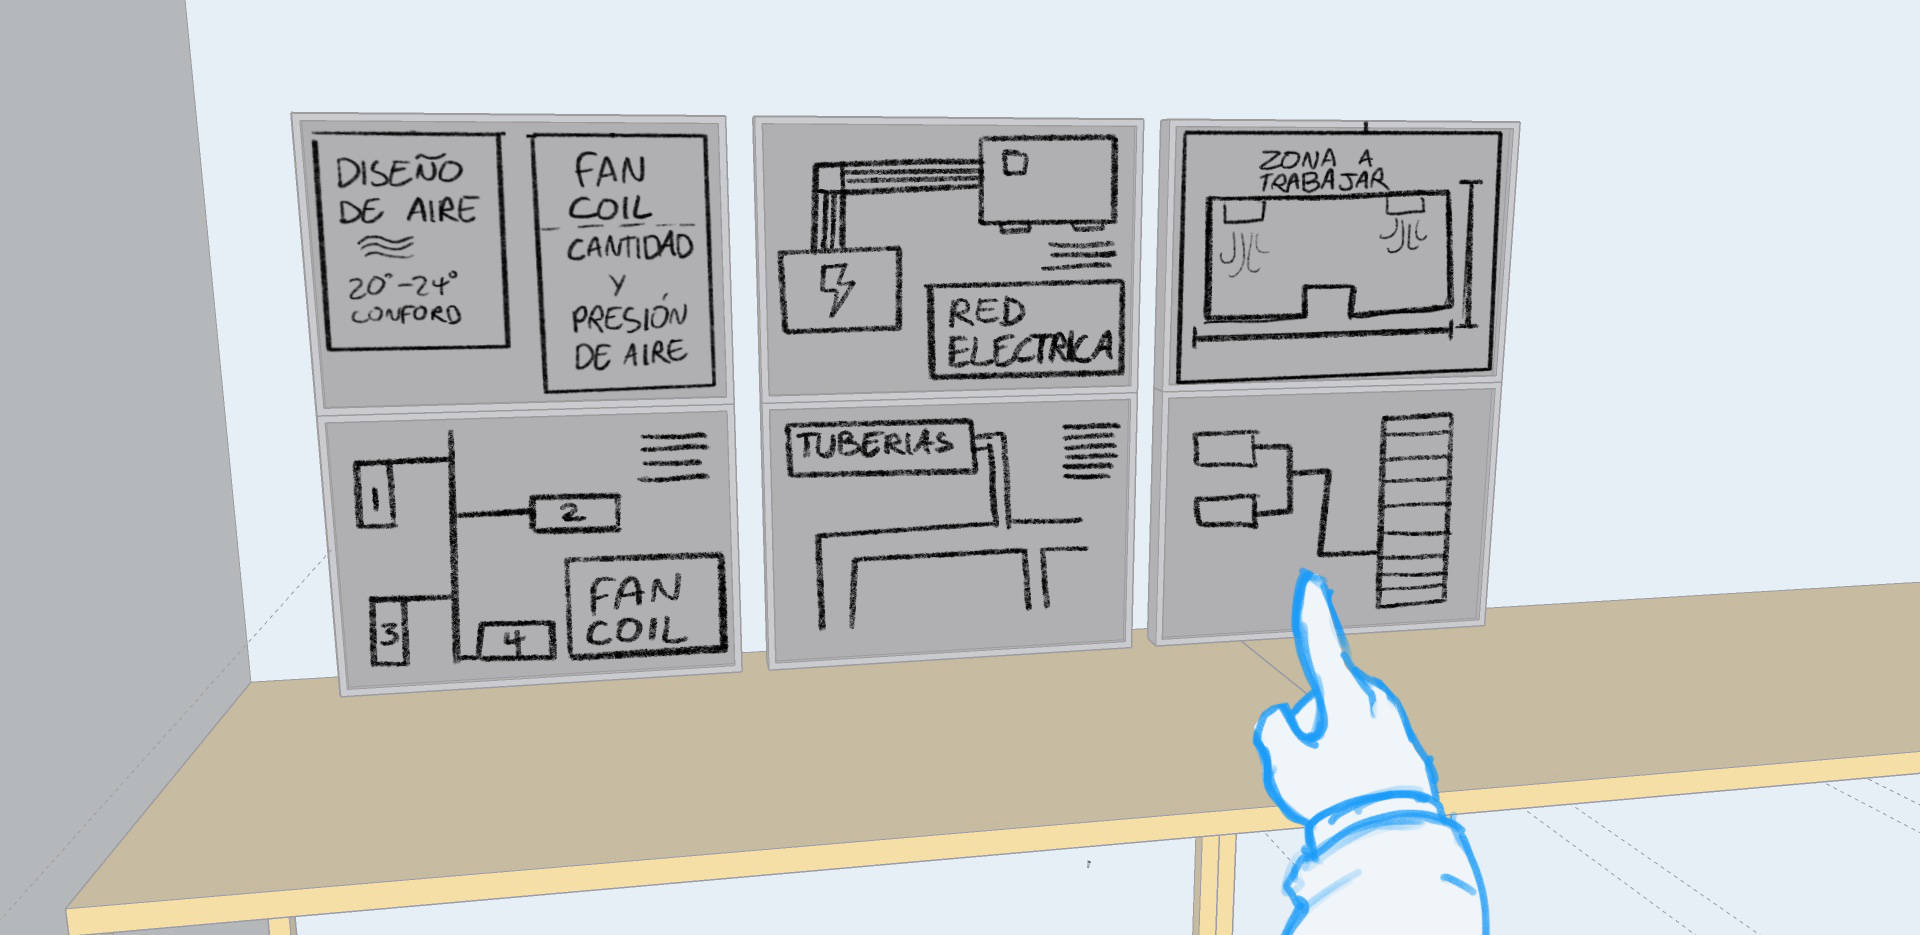 DISEÑO
DE AIRE
20°-24°
CONFORD
FAN
COIL
CANTIDAD
Y
PRESIÓN
DE AIRE
RED
ELECTRICA
ZONA A
TRABAJAR
1
2
3
4
FAN
COIL
TUBERIAS